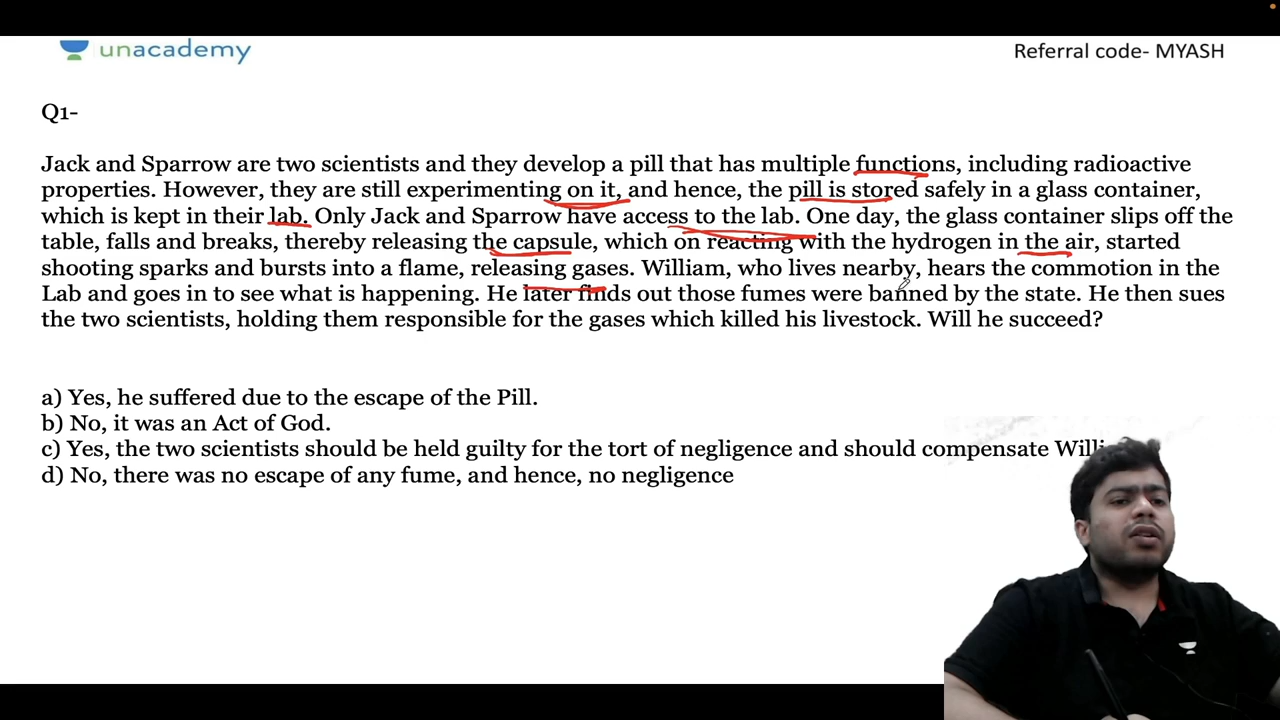 unacademy
Referral code- MYASH
Q1-
Jack and Sparrow are two scientists and they develop a pill that has multiple functions, including radioactive
properties. However, they are still experimenting on it, and hence, the pill is stored safely in a glass container,
which is kept in their lab. Only Jack and Sparrow have access to the lab. One day, the glass container slips off the
table, falls and breaks, thereby releasing the capsule, which on reacting with the hydrogen in the air, started
shooting sparks and bursts into a flame, releasing gases. William, who lives nearby, hears the commotion in the
Lab and goes in to see what is happening. He later finds out those fumes were banned by the state. He then sues
the two scientists, holding them responsible for the gases which killed his livestock. Will he succeed?
a) Yes, he suffered due to the escape of the Pill.
b) No, it was an Act of God.
c) Yes, the two scientists should be held guilty for the tort of negligence and should compensate
d) No, there was no escape of any fume, and hence, no negligence